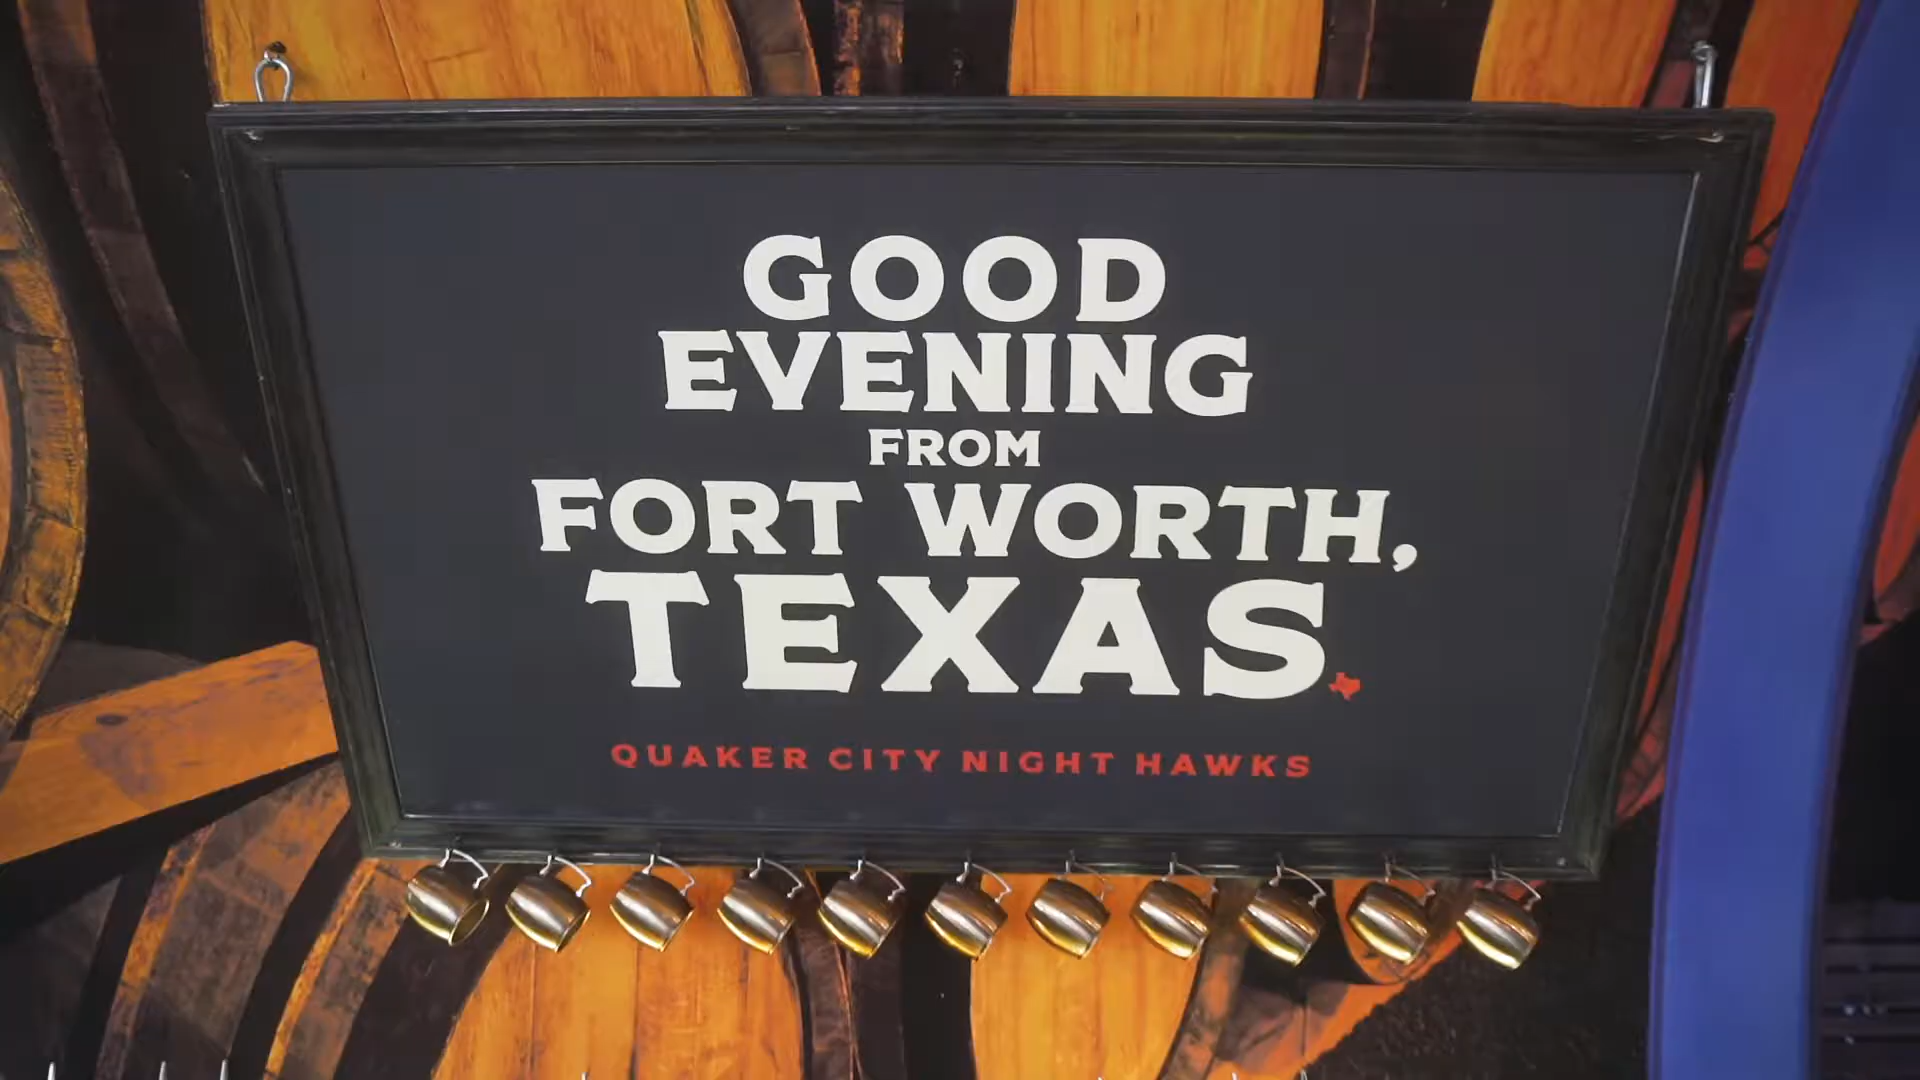 GOOD
EVENING
FROM
FORT WORTH,
TEXAS
QUAKER CITY NIGHT HAWKS